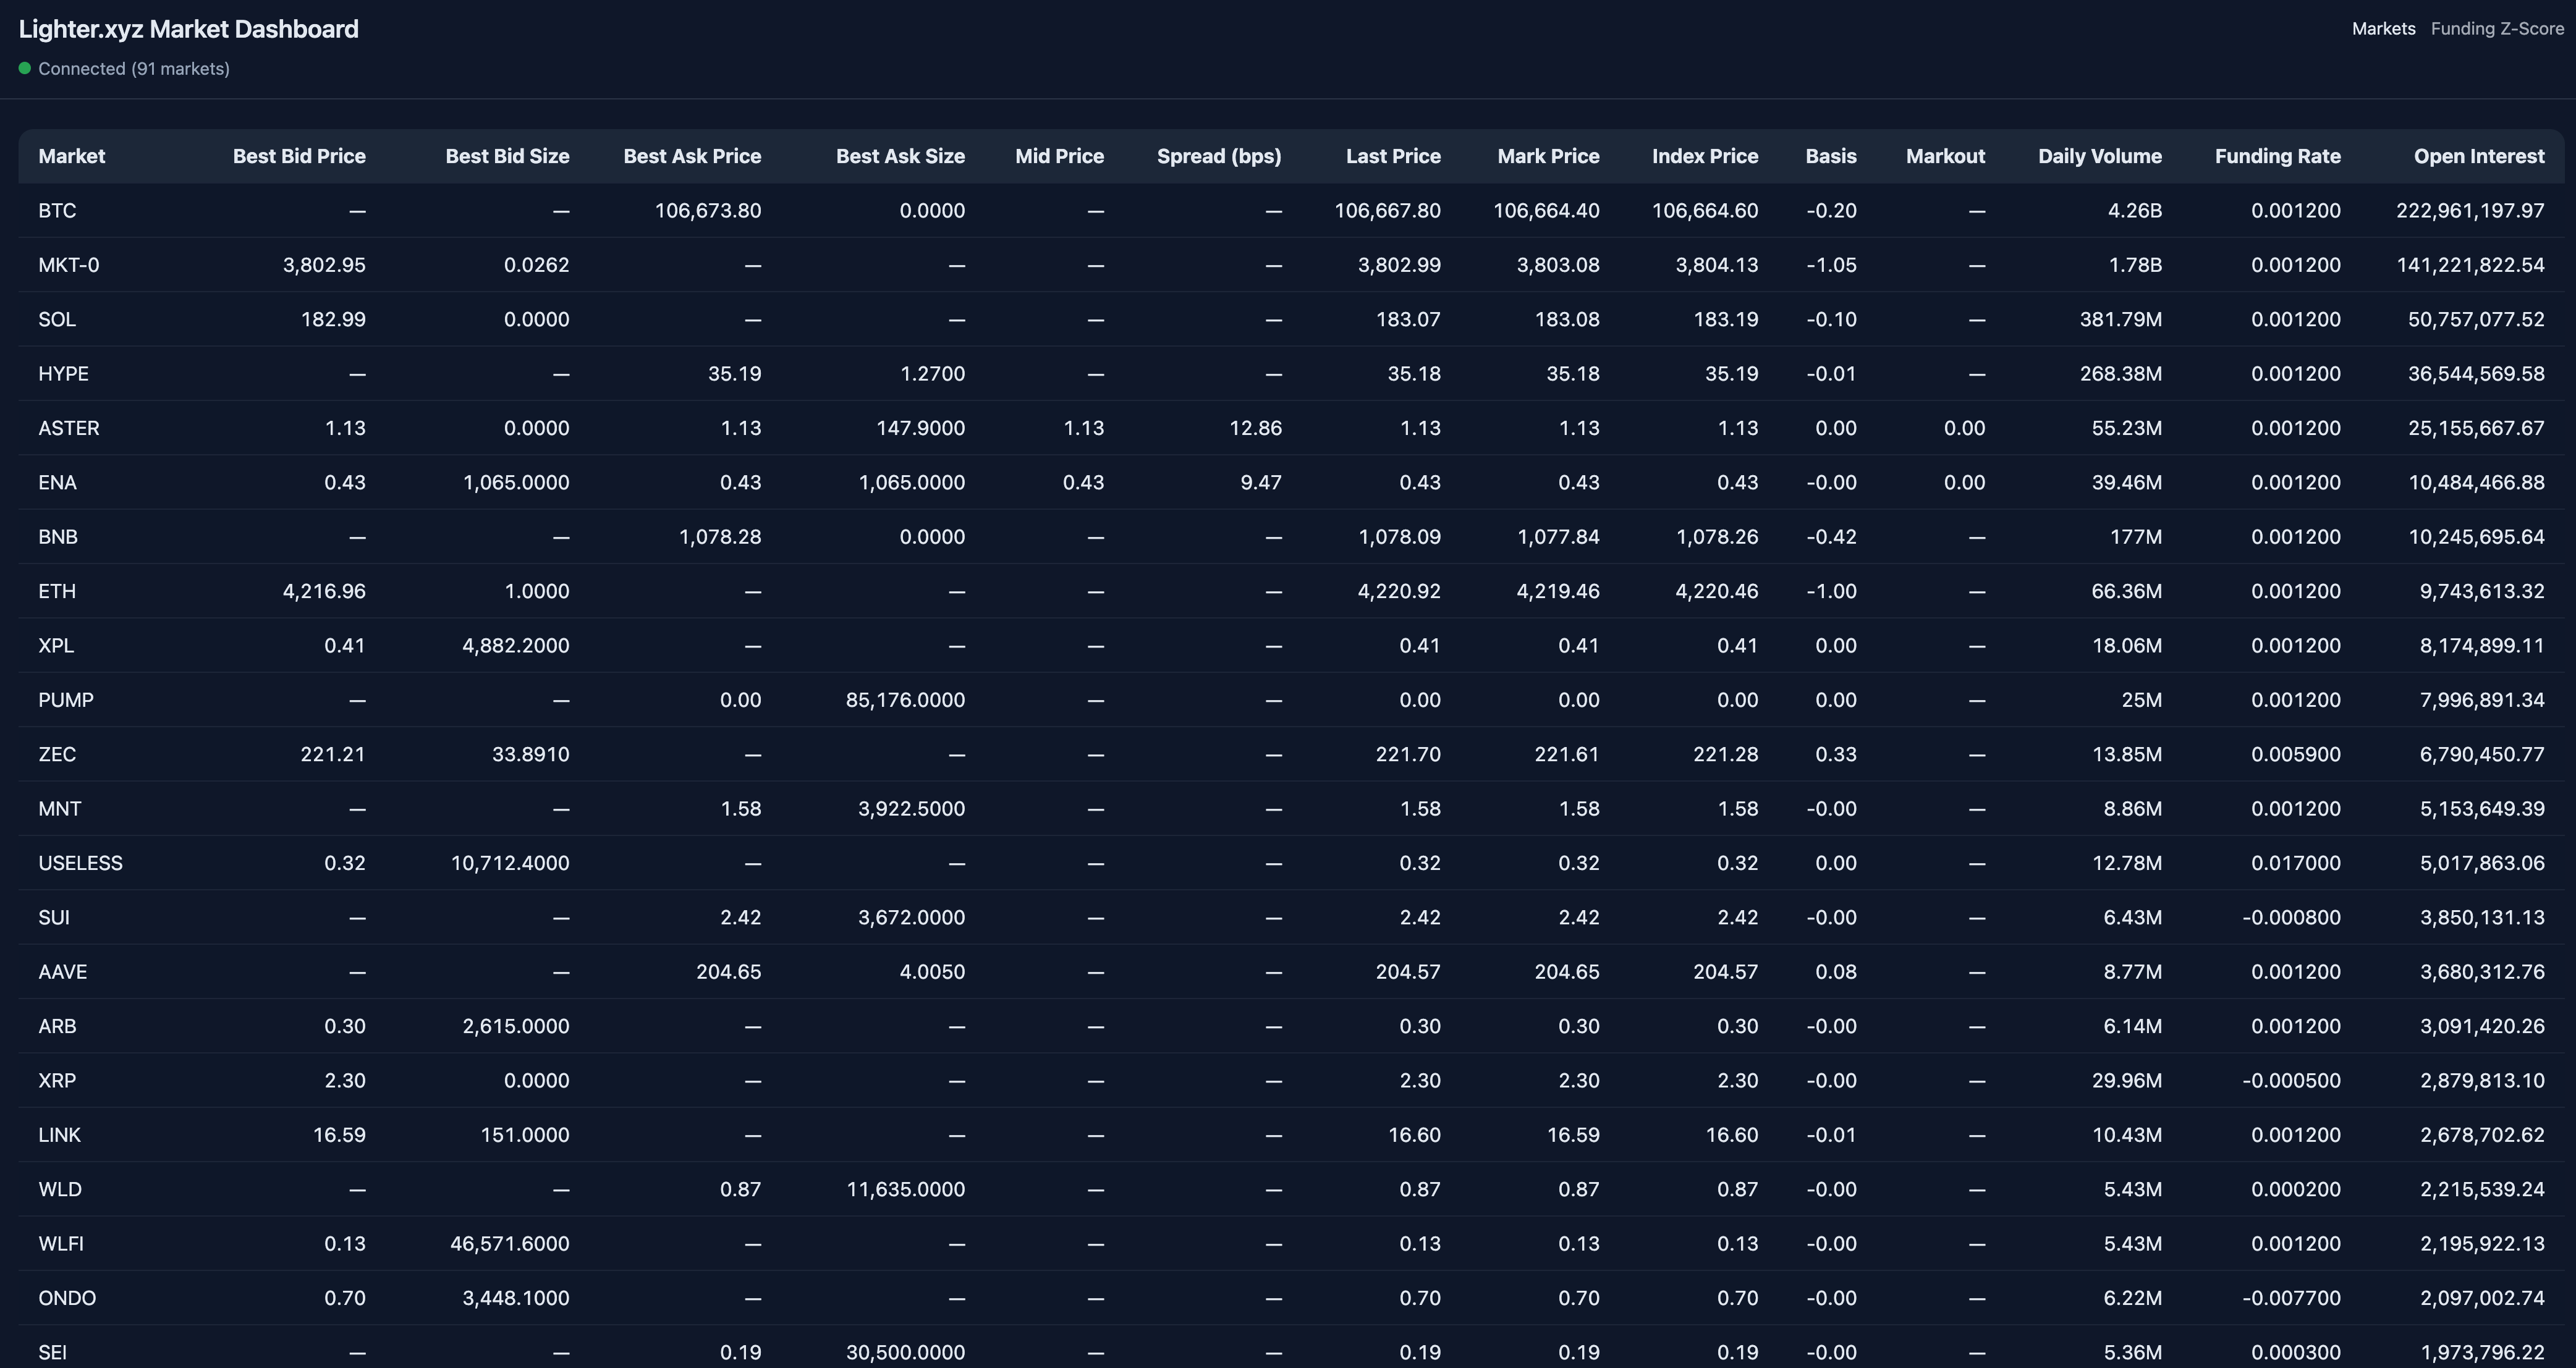 Lighter.xyz Market Dashboard
Markets Funding Z-Score
Connected (91 markets)
Market Best Bid Price Best Bid Size Best Ask Price Best Ask Size Mid Price Spread (bps) Last Price Mark Price Index Price Basis Markout Daily Volume Funding Rate Open Interest
BTC — — 106,673.80 0.0000 — — 106,667.80 106,664.40 106,664.60 -0.20 — 4.26B 0.001200 222,961,197.97
MKT-0 3,802.95 0.0262 — — — — 3,802.99 3,803.08 3,804.13 -1.05 — 1.78B 0.001200 141,221,822.54
SOL 182.99 0.0000 — — — — 183.07 183.08 183.19 -0.10 — 381.79M 0.001200 50,757,077.52
HYPE — — 35.19 1.2700 — — 35.18 35.18 35.19 -0.01 — 268.38M 0.001200 36,544,569.58
ASTER 1.13 0.0000 1.13 147.9000 1.13 12.86 1.13 1.13 1.13 0.00 0.00 55.23M 0.001200 25,155,667.67
ENA 0.43 1,065.0000 0.43 1,065.0000 0.43 9.47 0.43 0.43 0.43 -0.00 0.00 39.46M 0.001200 10,484,466.88
BNB — — 1,078.28 0.0000 — — 1,078.09 1,077.84 1,078.26 -0.42 — 177M 0.001200 10,245,695.64
ETH 4,216.96 1.0000 — — — — 4,220.92 4,219.46 4,220.46 -1.00 — 66.36M 0.001200 9,743,613.32
XPL 0.41 4,882.2000 — — — — 0.41 0.41 0.41 0.00 — 18.06M 0.001200 8,174,899.11
PUMP — — 0.00 85,176.0000 — — 0.00 0.00 0.00 0.00 — 25M 0.001200 7,996,891.34
ZEC 221.21 33.8910 — — — — 221.70 221.61 221.28 0.33 — 13.85M 0.005900 6,790,450.77
MNT — — 1.58 3,922.5000 — — 1.58 1.58 1.58 -0.00 — 8.86M 0.001200 5,153,649.39
USELESS 0.32 10,712.4000 — — — — 0.32 0.32 0.32 0.00 — 12.78M 0.017000 5,017,863.06
SUI — — 2.42 3,672.0000 — — 2.42 2.42 2.42 -0.00 — 6.43M -0.000800 3,850,131.13
AAVE — — 204.65 4.0050 — — 204.57 204.65 204.57 0.08 — 8.77M 0.001200 3,680,312.76
ARB 0.30 2,615.0000 — — — — 0.30 0.30 0.30 -0.00 — 6.14M 0.001200 3,091,420.26
XRP 2.30 0.0000 — — — — 2.30 2.30 2.30 -0.00 — 29.96M -0.000500 2,879,813.10
LINK 16.59 151.0000 — — — — 16.60 16.59 16.60 -0.01 — 10.43M 0.001200 2,678,702.62
WLD — — 0.87 11,635.0000 — — 0.87 0.87 0.87 -0.00 — 5.43M 0.000200 2,215,539.24
WLFI 0.13 46,571.6000 — — — — 0.13 0.13 0.13 -0.00 — 5.43M 0.001200 2,195,922.13
ONDO 0.70 3,448.1000 — — — — 0.70 0.70 0.70 -0.00 — 6.22M -0.007700 2,097,002.74
SEI — — 0.19 30,500.0000 — — 0.19 0.19 0.19 -0.00 — 5.36M 0.000300 1,973,796.22